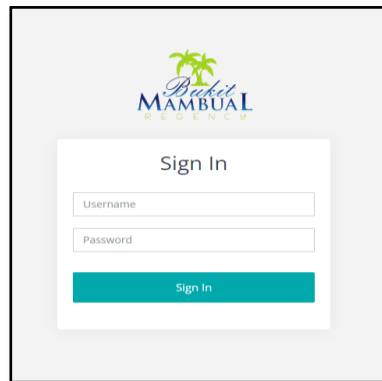 Bukit
MAMBUAL
REGENCY
Sign In
Username
Password
Sign In